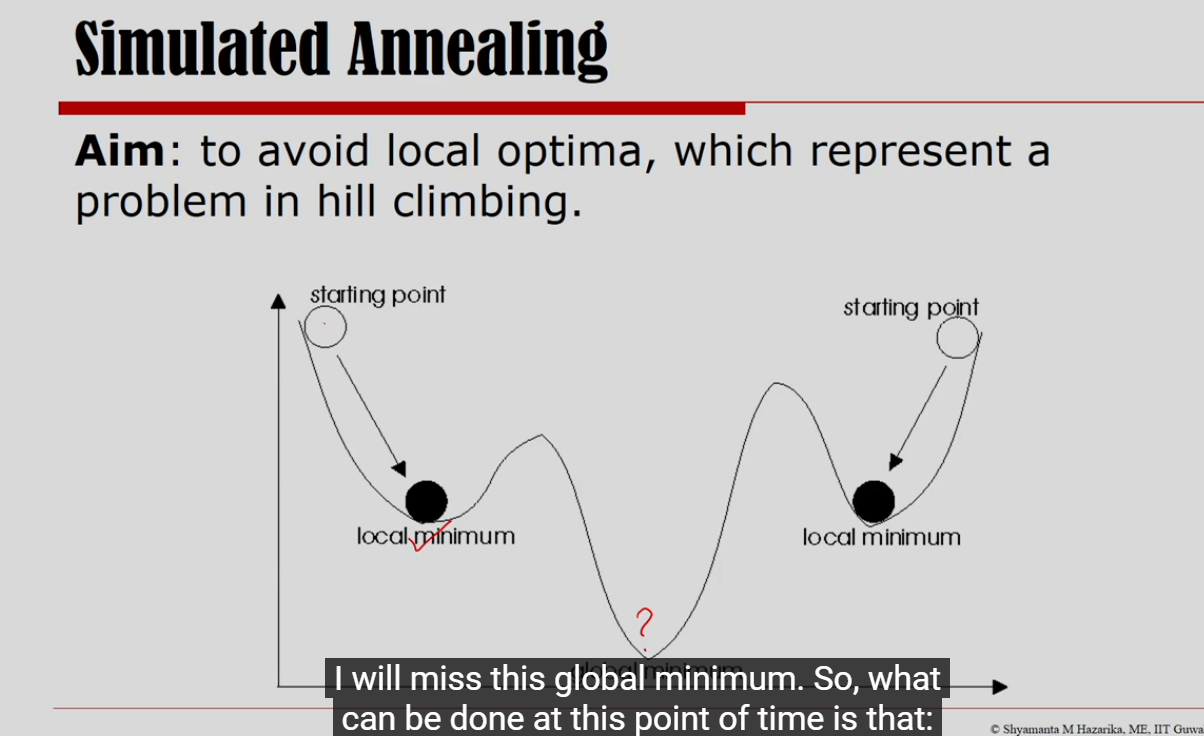 Simulated Annealing
Aim: to avoid local optima, which represent a
problem in hill climbing.
starting point
starting point
local minimum
local minimum
?
global minimum
I will miss this global minimum. So, what
can be done at this point of time is that:
© Shyamanta M Hazarika, ME, IIT Guwa